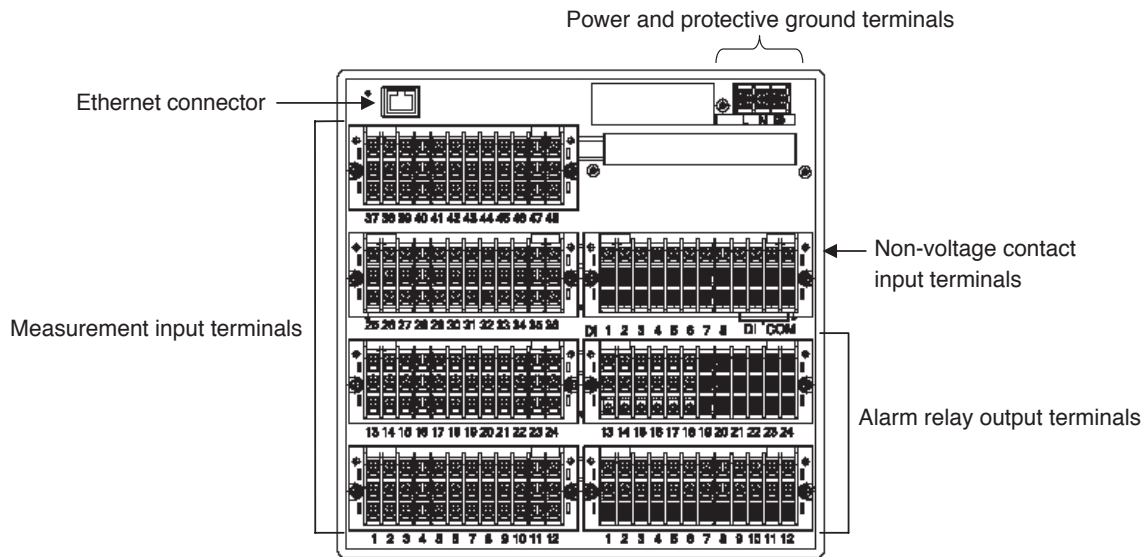 Power and protective ground terminals
Ethernet connector
L N
37 38 39 40 41 42 43 44 45 46 47 48
Non-voltage contact
input terminals
Measurement input terminals
25 26 27 28 29 30 31 32 33 34 35 36
DI 1 2 3 4 5 6 7 8 DI COM
13 14 15 16 17 18 19 20 21 22 23 24
13 14 15 16 17 18 19 20 21 22 23 24
Alarm relay output terminals
1 2 3 4 5 6 7 8 9 10 11 12
1 2 3 4 5 6 7 8 9 10 11 12